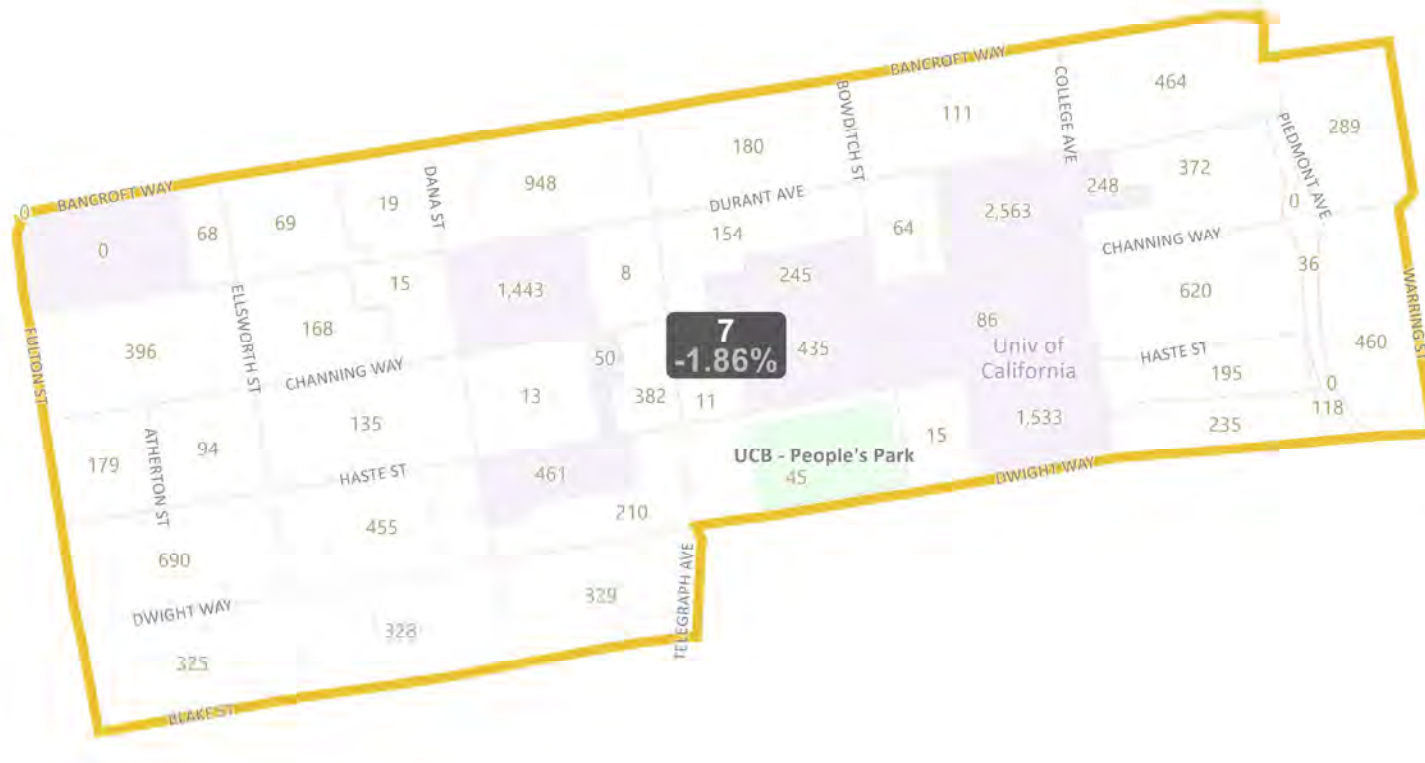 BANCROFT WAY
COLLEGE AVE
464
BOWDITCH ST
111
PIEDMONT AVE
289
180
DANA ST
948
DURANT AVE
372
248
0
BANCROFT WAY
0
68
69
19
2,563
154
64
CHANNING WAY
0
15
8
245
36
WARRING ST
1,443
620
ELLSWORTH ST
168
7
-1.86%
435
86
Univ of
California
460
FULTON ST
396
50
HASTE ST
CHANNING WAY
195
0
13
382
11
118
135
15
1,533
235
94
ATHERTON ST
179
UCB - People's Park
45
HASTE ST
461
DWIGHT WAY
455
210
690
TELEGRAPH AVE
329
DWIGHT WAY
328
325
BLAKE ST